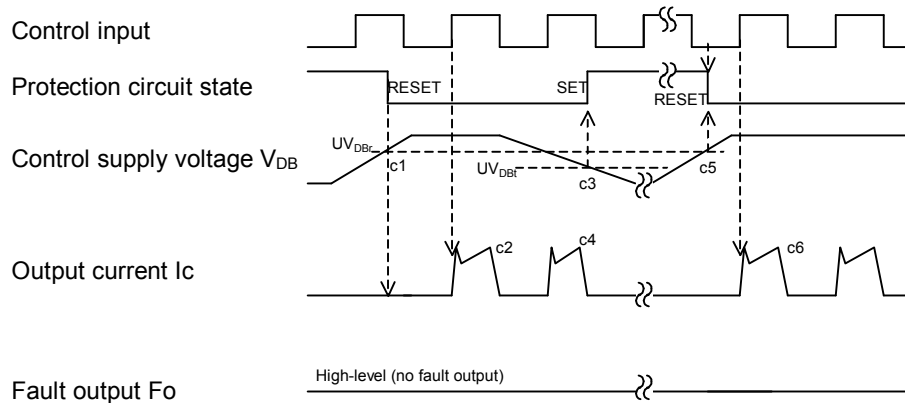 Control input
Protection circuit state
RESET
SET
RESET
Control supply voltage VDB
UVDBr
c1
UVDBt
c3
c5
Output current Ic
c2
c4
c6
Fault output Fo
High-level (no fault output)